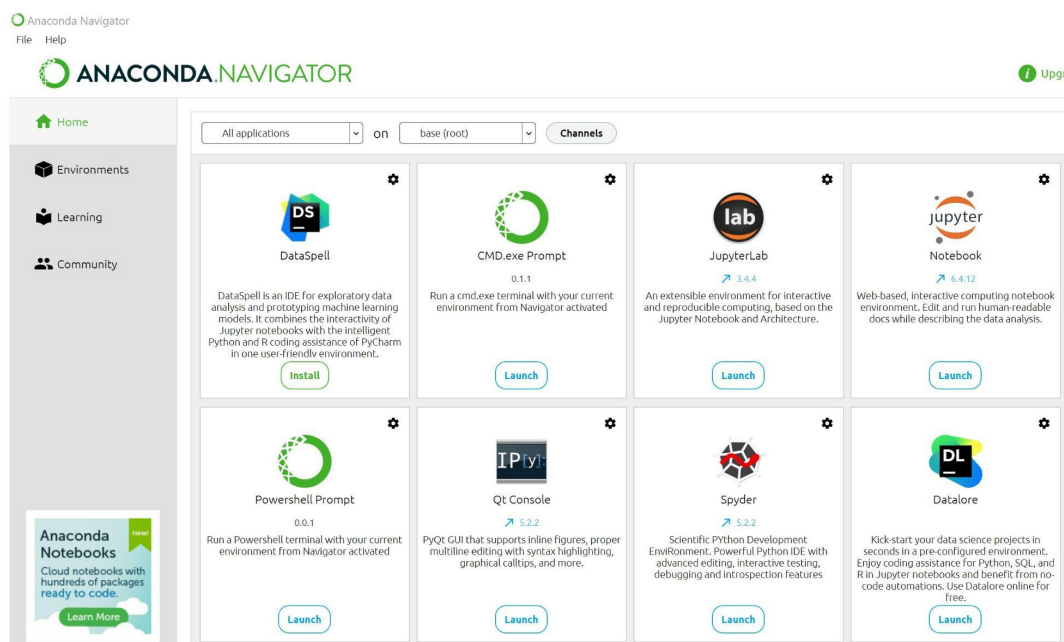 Anaconda Navigator
File Help
ANACONDA.NAVIGATOR
i
Home
Environments
Learning
Community
All applications
on
base (root)
Channels
DS
DataSpell
DataSpell is an IDE for exploratory data
analysis and prototyping machine learning
models. It combines the interactivity of
Jupyter notebooks with the intelligent
Python and R coding assistance of PyCharm
in one user-friendly environment.
Install
CMD.exe Prompt
0.1.1
Run a cmd.exe terminal with your current
environment from Navigator activated
Launch
lab
JupyterLab
3.4.4
An extensible environment for interactive
and reproducible computing, based on the
Jupyter Notebook and Architecture.
Launch
jupyter
Notebook
6.4.12
Web-based, interactive computing notebook
environment. Edit and run human-readable
docs while describing the data analysis.
Launch
Powershell Prompt
0.0.1
Run a Powershell terminal with your current
environment from Navigator activated
Launch
IP[y]:
Qt Console
5.2.2
PyQt GUI that supports inline figures, proper
multiline editing with syntax highlighting,
graphical calltips, and more.
Launch
Spyder
5.2.2
Scientific PYthon Development
EnviRonment. Powerful Python IDE with
advanced editing, interactive testing,
debugging and introspection features
Launch
DL
Datalore
Kick-start your data science projects in
seconds in a pre-configured environment.
Enjoy coding assistance for Python, SQL, and
R in Jupyter notebooks and benefit from no-
code automations. Use Datalore online for
free.
Launch
Anaconda
Notebooks
New!
Cloud notebooks with
hundreds of packages
ready to code.
Learn More